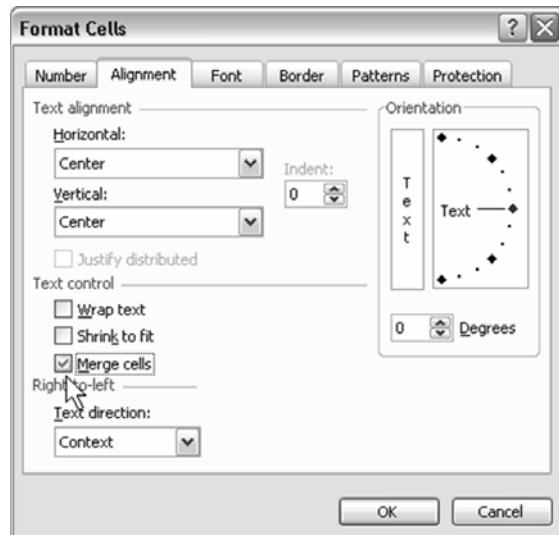 Format Cells
Number Alignment Font Border Patterns Protection
Text alignment
Horizontal:
Center
Indent:
0
Vertical:
Center
Justify distributed
Text control
Wrap text
Shrink to fit
Merge cells
Right-to-left
Text direction:
Context
Orientation
Text
Text
0 Degrees
OK Cancel